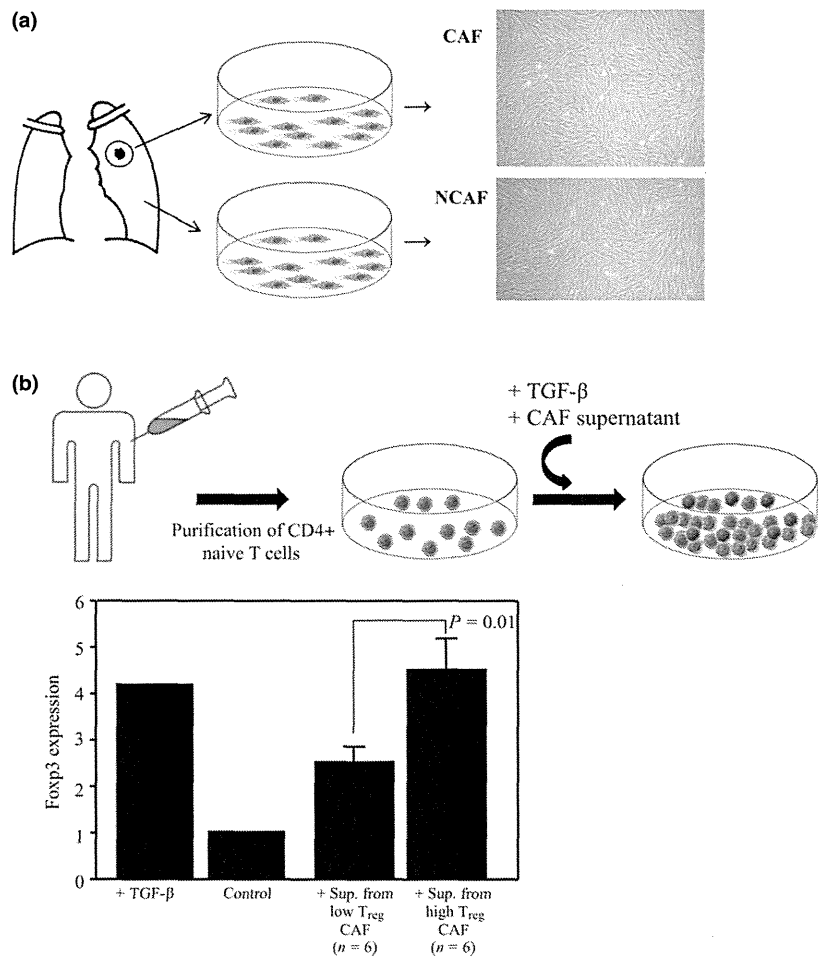 (a)
CAF
NCAF
(b)
+ TGF-β
+ CAF supernatant
Purification of CD4+
naive T cells
6
5
4
3
2
1
0
Foxp3 expression
P = 0.01
+ TGF-β
Control
+ Sup. from
low Treg
CAF
(n = 6)
+ Sup. from
high Treg
CAF
(n = 6)